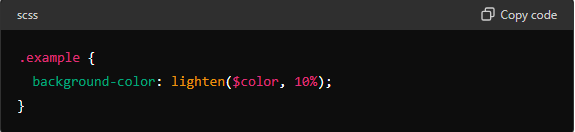 scss
Copy code
.example {
  background-color: lighten($color, 10%);
}